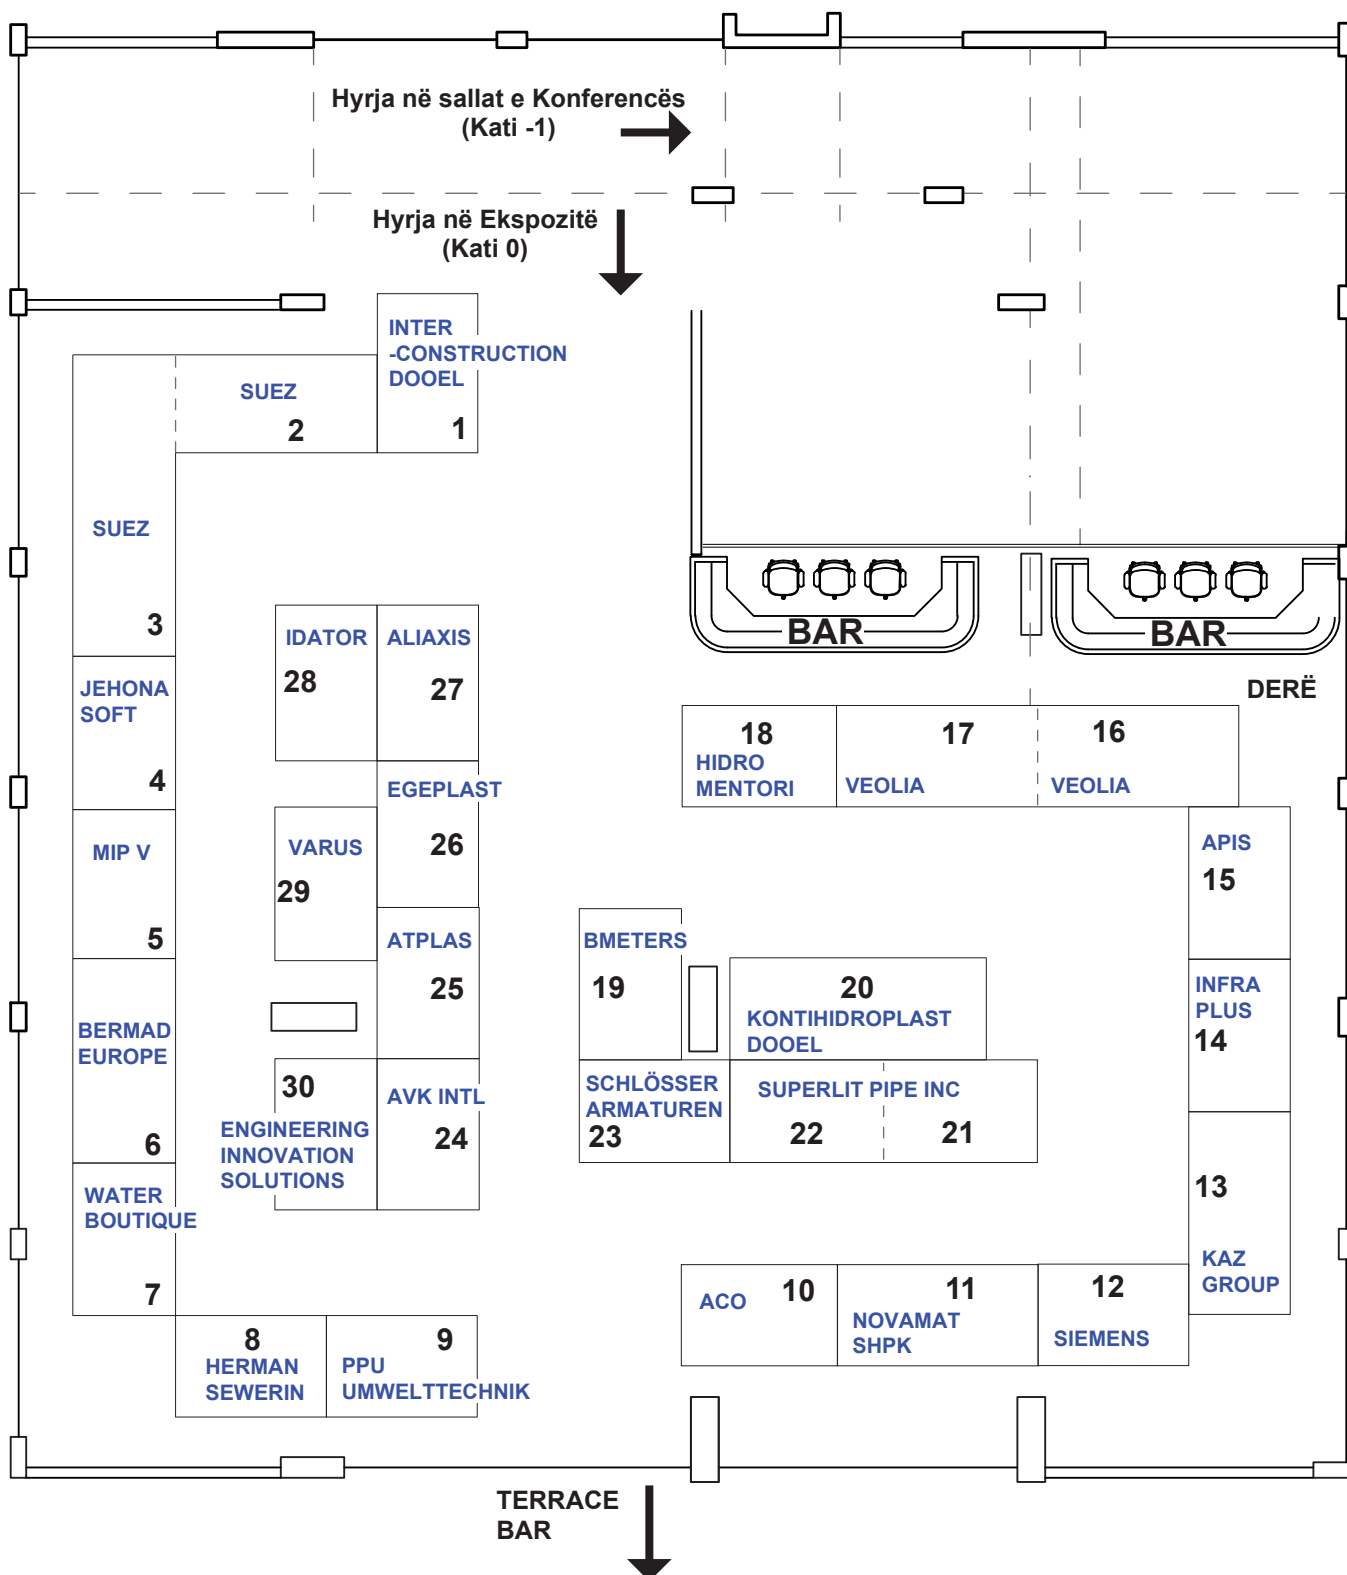 Hyrja në sallat e Konferencës
(Kati -1)
Hyrja në Ekspozitë
(Kati 0)
INTER
-CONSTRUCTION
DOOEL
1
SUEZ
2
SUEZ
3
JEHONA
SOFT
4
MIP V
5
BERMAD
EUROPE
6
WATER
BOUTIQUE
7
8
HERMAN
SEWERIN
9
PPU
UMWELTTECHNIK
IDATOR
28
ALIAXIS
27
EGEPLAST
26
VARUS
29
ATPLAS
25
30
ENGINEERING
INNOVATION
SOLUTIONS
AVK INTL
24
BAR
BAR
DERË
18
HIDRO
MENTORI
17
VEOLIA
16
VEOLIA
APIS
15
INFRA
PLUS
14
13
KAZ
GROUP
BMETERS
19
20
KONTIHIDROPLAST
DOOEL
SCHLÖSSER
ARMATUREN
23
SUPERLIT PIPE INC
22
21
ACO
10
11
NOVAMAT
SHPK
12
SIEMENS
TERRACE
BAR